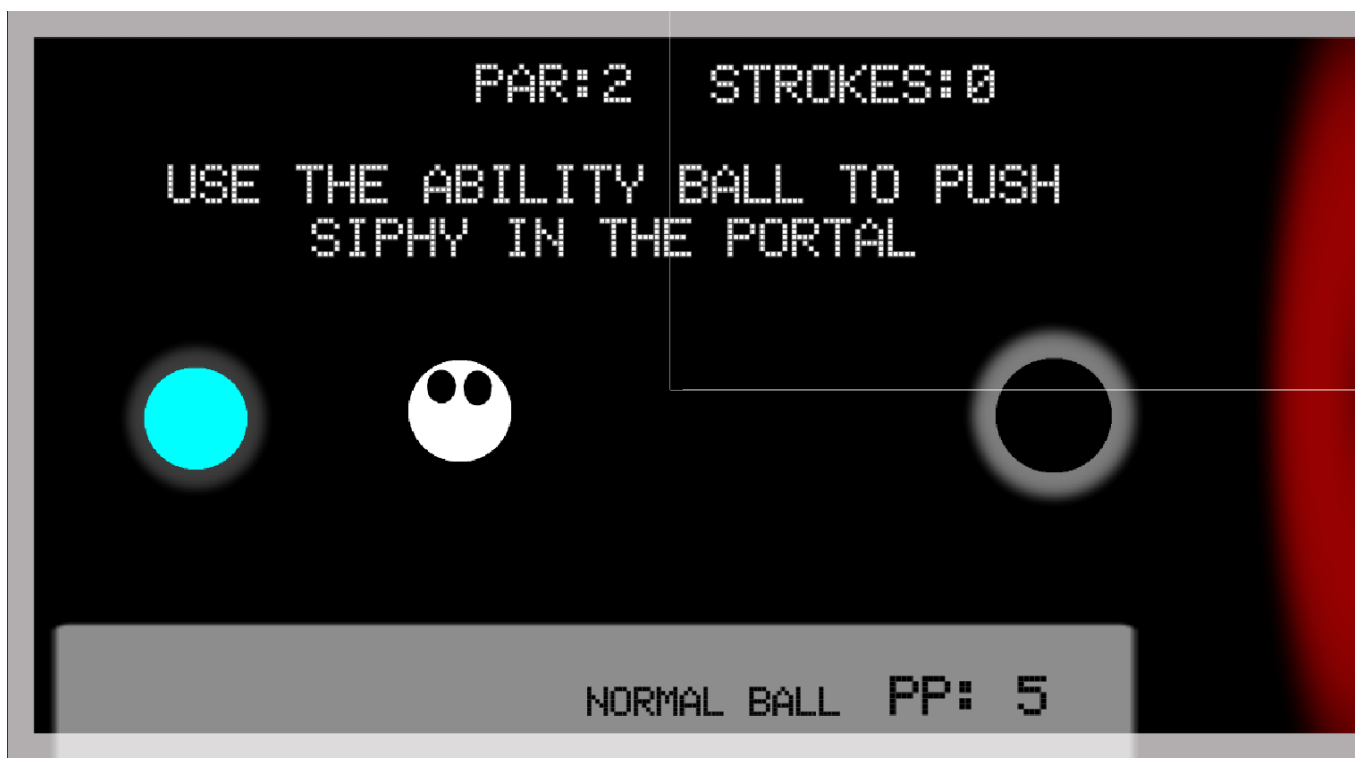 PAR:2 STROKES:0
USE THE ABILITY BALL TO PUSH
SIPHY IN THE PORTAL
NORMAL BALL PP: 5